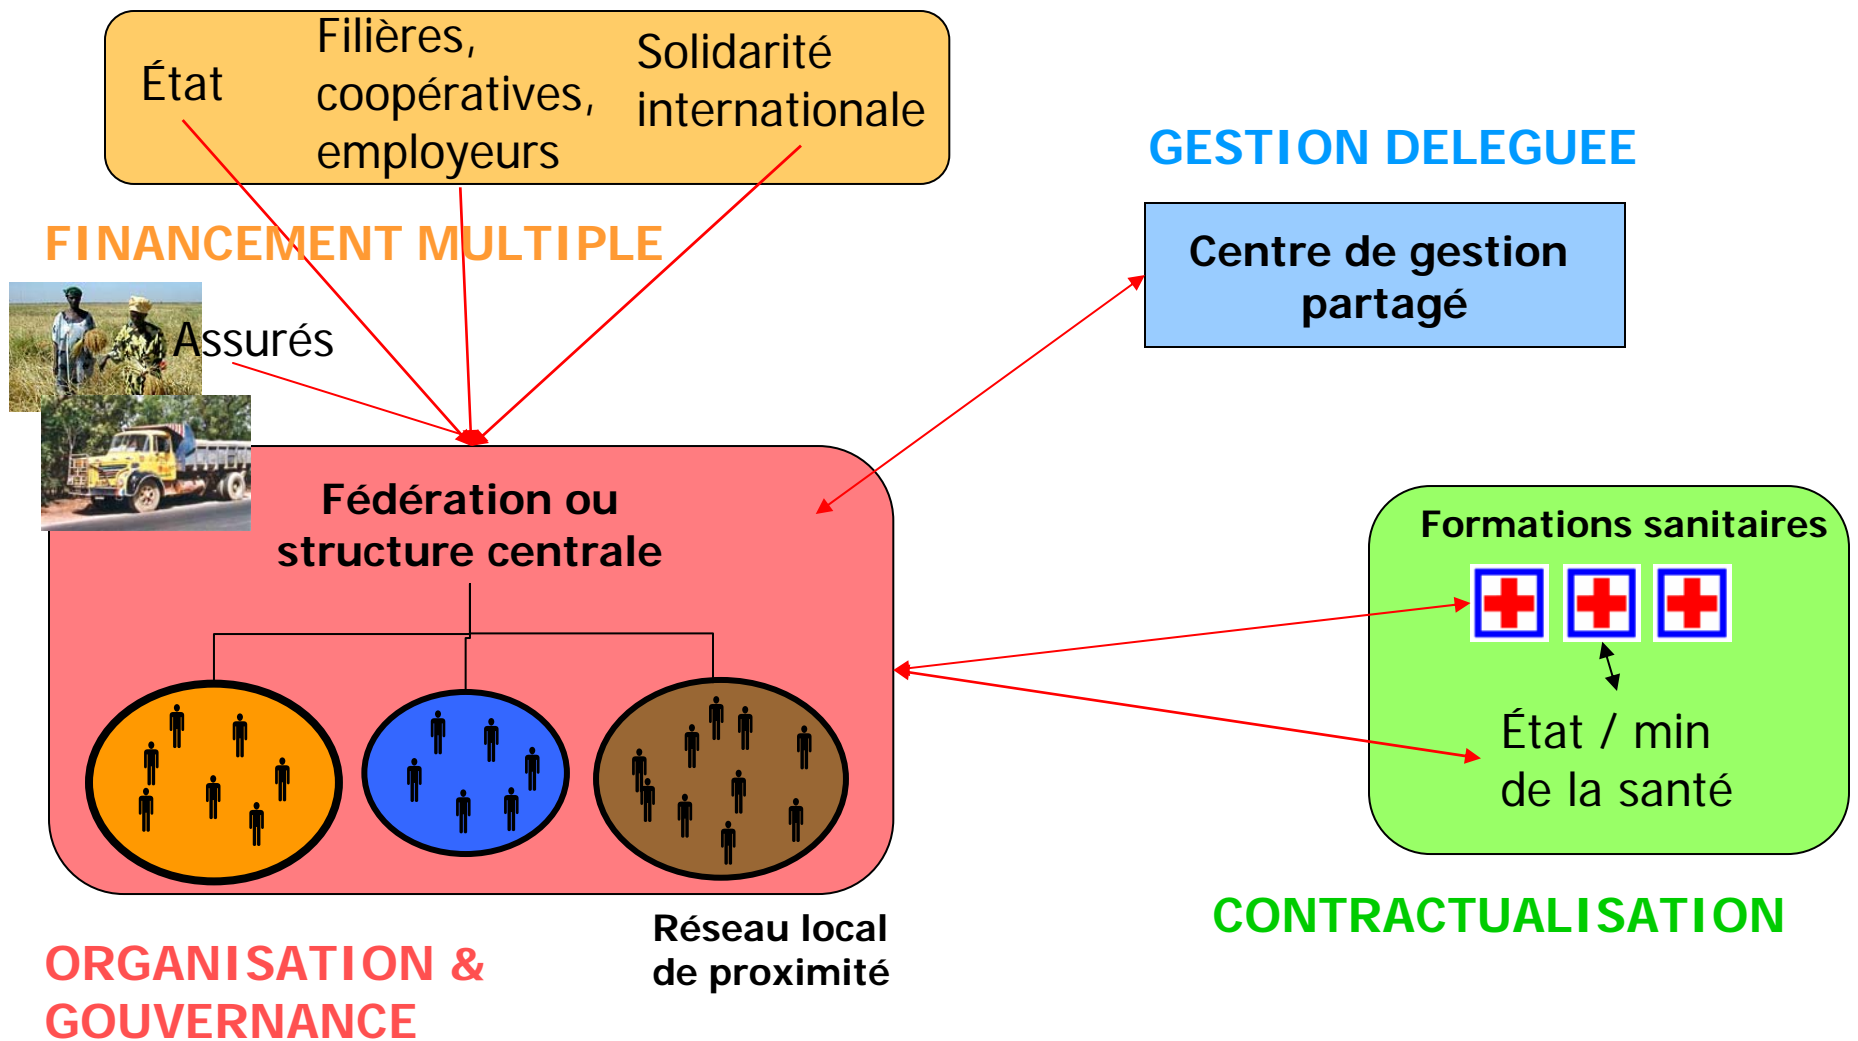 État
Filières,
coopératives,
employeurs
Solidarité
internationale
GESTION DELEGUEE
Centre de gestion
partagé
FINANCEMENT MULTIPLE
Assurés
Fédération ou
structure centrale
Formations sanitaires
État / min
de la santé
CONTRACTUALISATION
Réseau local
de proximité
ORGANISATION &
GOUVERNANCE